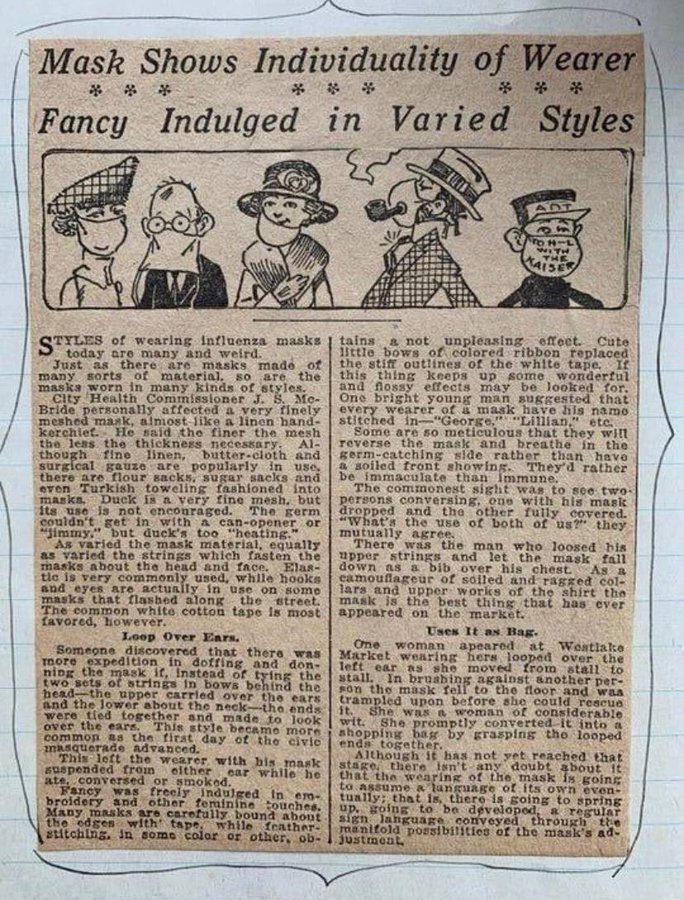 Mask Shows Individuality of Wearer
* * * * * * * * *
Fancy Indulged in Varied Styles
ANT
TO H-L
WITH
THE
KAISER
STYLES of wearing influenza masks
today are many and weird.
Just as there are masks made of
many sorts of material, so are the
masks worn in many kinds of styles.
City Health Commissioner J. S. Mc-
Bride personally affected a very finely
meshed mask, almost like a linen hand-
kerchief. He said the finer the mesh
the less the thickness necessary. Al-
though fine linen, butter-cloth and
surgical gauze are popularly in use,
there are flour sacks, sugar sacks and
even Turkish toweling fashioned into
masks. Duck is a very fine mesh, but
its use is not encouraged. The germ
couldn't get in with a can-opener or
"jimmy," but duck's too "heating."
As varied the mask material, equally
as varied the strings which fasten the
masks about the head and face. Elas-
tic is very commonly used, while hooks
and eyes are actually in use on some
masks that flashed along the street.
The common white cotton tape is most
favored, however.
Loop Over Ears.
Someone discovered that there was
more expedition in doffing and don-
ning the mask if, instead of tying the
two sets of strings in bows behind the
head—the upper carried over the ears
and the lower about the neck—the ends
were tied together and made to look
over the ears. This style became more
common as the first day of the civic
masquerade advanced.
This left the wearer with his mask
suspended from either ear while he
ate, conversed or smoked.
Fancy was freely indulged in em-
broidery and other feminine touches.
Many masks are carefully bound about
the edges with tape, while feather-
stitching, in some color or other, ob-
tains a not unpleasing effect. Cute
little bows of colored ribbon replaced
the stiff outlines of the white tape. If
this thing keeps up some wonderful
and flossy effects may be looked for.
One bright young man suggested that
every wearer of a mask have his name
stitched in—"George," "Lillian," etc.
Some are so meticulous that they will
reverse the mask and breathe in the
germ-catching side rather than have
a soiled front showing. They'd rather
be immaculate than immune.
The commonest sight was to see two
persons conversing, one with his mask
dropped and the other fully covered.
"What's the use of both of us?" they
mutually agree.
There was the man who loosed his
upper strings and let the mask fall
down as a bib over his chest. As a
camouflageur of soiled and ragged col-
lars and upper works of the shirt the
mask is the best thing that has ever
appeared on the market.
Uses It as Bag.
One woman apeared at Westlake
Market wearing hers looped over the
left ear as she moved from stall to
stall. In brushing against another per-
son the mask fell to the floor and was
trampled upon before she could rescue
it. She was a woman of considerable
wit. She promptly converted it into a
shopping bag by grasping the looped
ends together.
Although it has not yet reached that
stage, there isn't any doubt about it
that the wearing of the mask is going
to assume a language of its own even-
tually; that is, there is going to spring
up, going to be developed, a regular
sign language conveyed through the
manifold possibilities of the mask's ad-
justment.